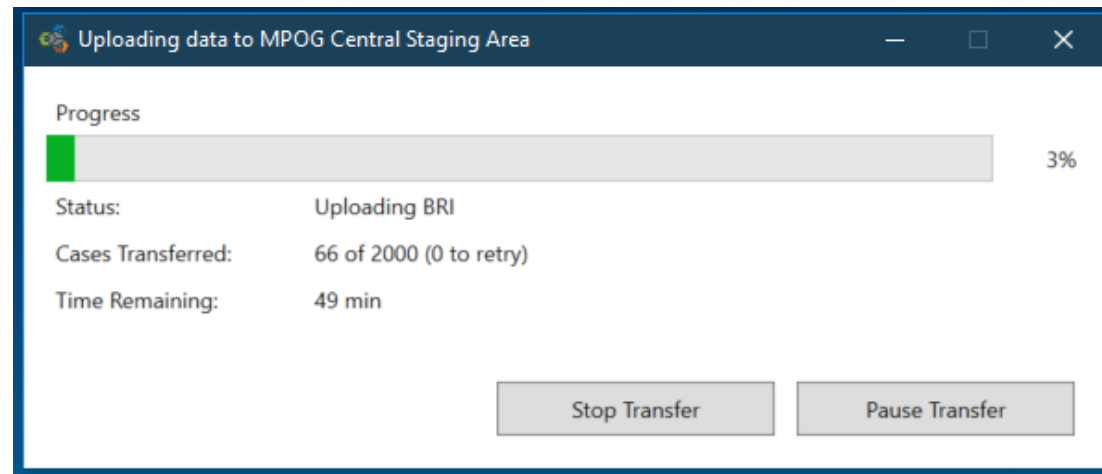 Uploading data to MPOG Central Staging Area
Progress
3%
Status: Uploading BRI
Cases Transferred: 66 of 2000 (0 to retry)
Time Remaining: 49 min
Stop Transfer Pause Transfer